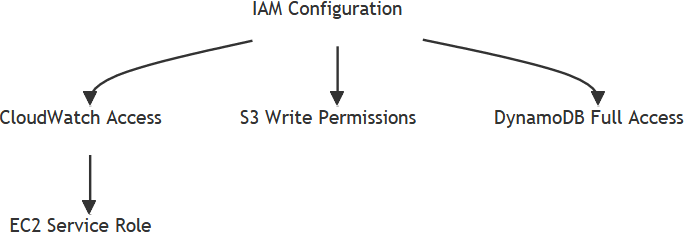 IAM Configuration
CloudWatch Access
S3 Write Permissions
DynamoDB Full Access
EC2 Service Role